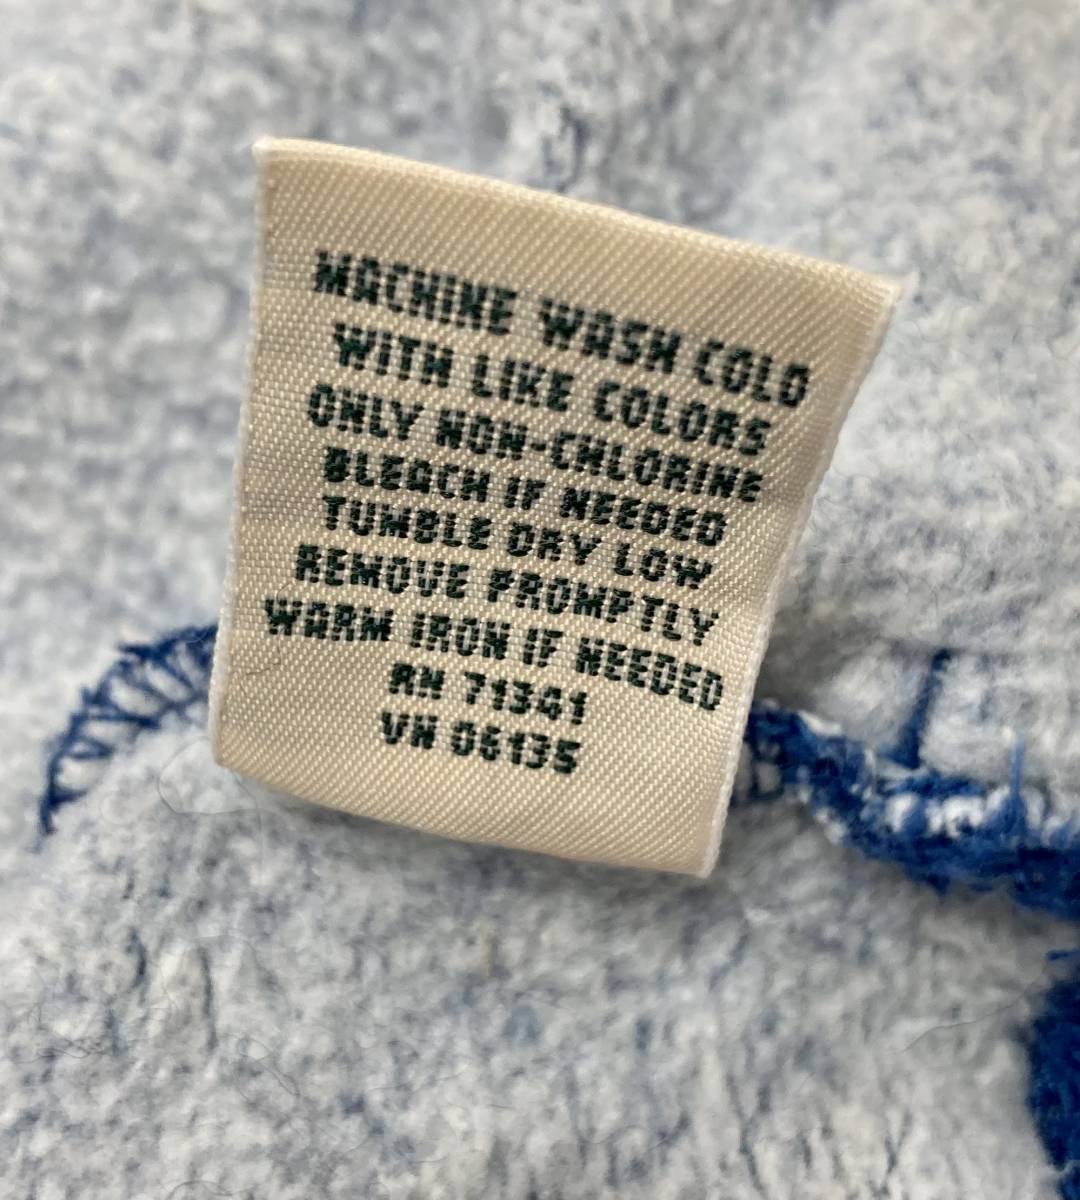 MACHINE WASH COLD
WITH LIKE COLORS
ONLY NON-CHLORINE
BLEACH IF NEEDED
TUMBLE DRY LOW
REMOVE PROMPTLY
WARM IRON IF NEEDED
RN 71341
VN 06135